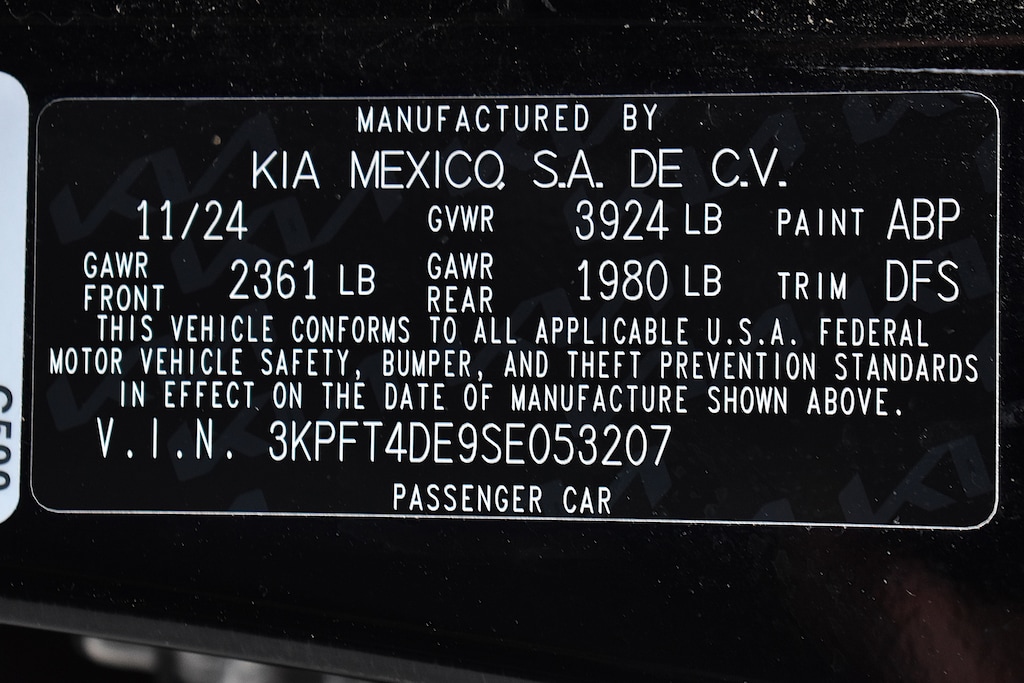 MANUFACTURED BY
KIA MEXICO, S.A. DE C.V.
11/24 GVWR 3924 LB PAINT ABP
GAWR FRONT 2361 LB GAWR REAR 1980 LB TRIM DFS
THIS VEHICLE CONFORMS TO ALL APPLICABLE U.S.A. FEDERAL
MOTOR VEHICLE SAFETY, BUMPER, AND THEFT PREVENTION STANDARDS
IN EFFECT ON THE DATE OF MANUFACTURE SHOWN ABOVE.
V.I.N. 3KPFT4DE9SE053207
PASSENGER CAR